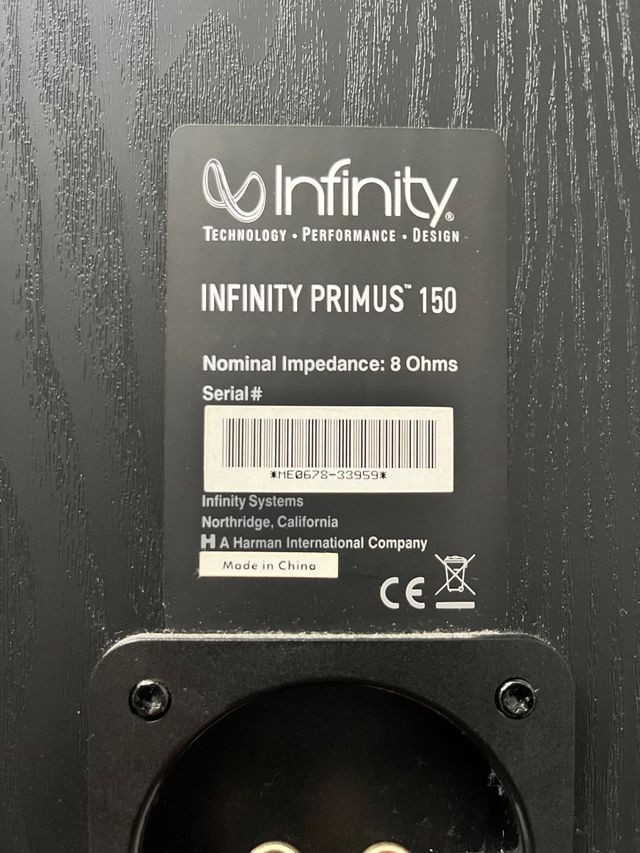 Infinity®
TECHNOLOGY • PERFORMANCE • DESIGN
INFINITY PRIMUS™ 150
Nominal Impedance: 8 Ohms
Serial#
*ME0678-33959*
Infinity Systems
Northridge, California
H A Harman International Company
Made in China
CE